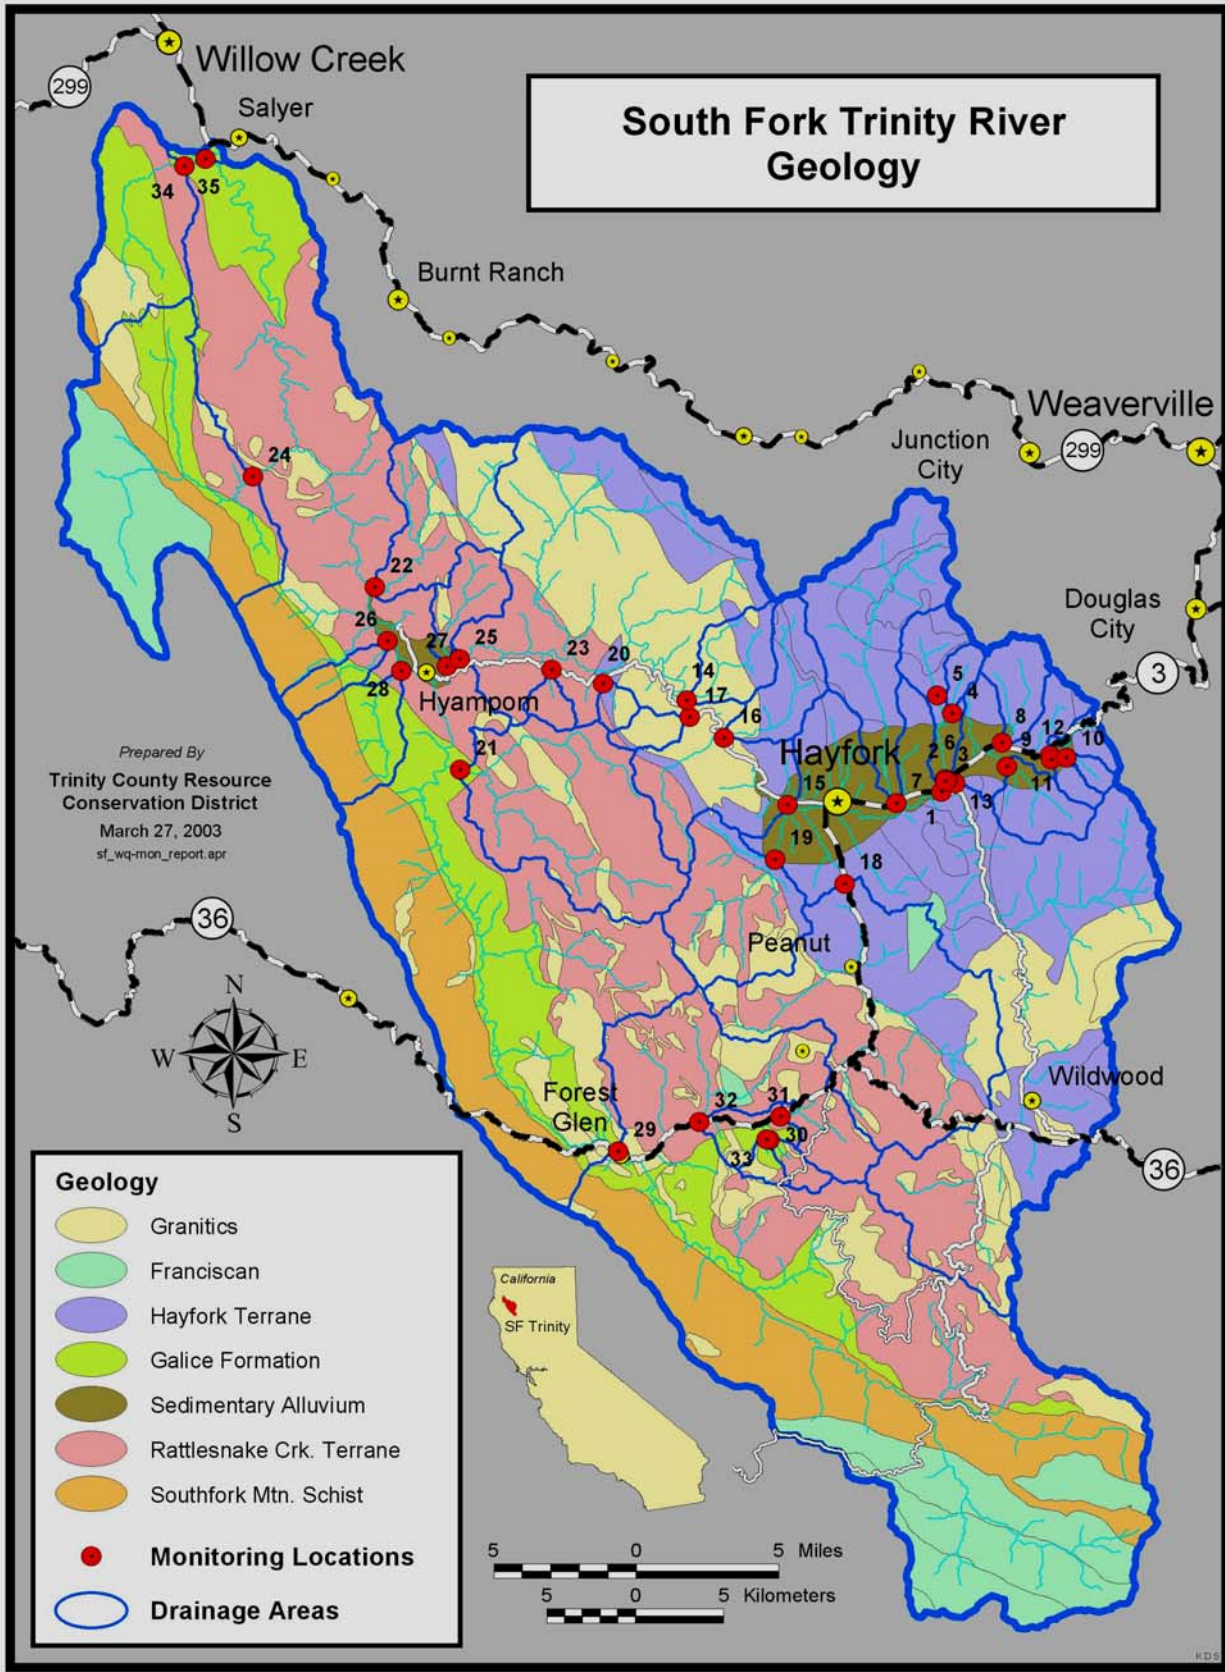 South Fork Trinity River
Geology
Willow Creek
299
Salyer
34
35
Burnt Ranch
Weaverville
Junction
City
299
24
Douglas
City
3
22
26
27
25
23
20
14
17
16
5
4
8
9
12
10
28
Hyampom
Hayfork
2
6
3
21
15
7
1
13
11
19
18
Prepared By
Trinity County Resource
Conservation District
March 27, 2003
sf_wq-mon_report.apr
36
Peanut
N
W
E
S
Wildwood
Forest
Glen
29
32
31
30
33
36
Geology
Granitics
Franciscan
Hayfork Terrane
Galice Formation
Sedimentary Alluvium
Rattlesnake Crk. Terrane
Southfork Mtn. Schist
Monitoring Locations
Drainage Areas
California
SF Trinity
5 0 5 Miles
5 0 5 Kilometers
KDS